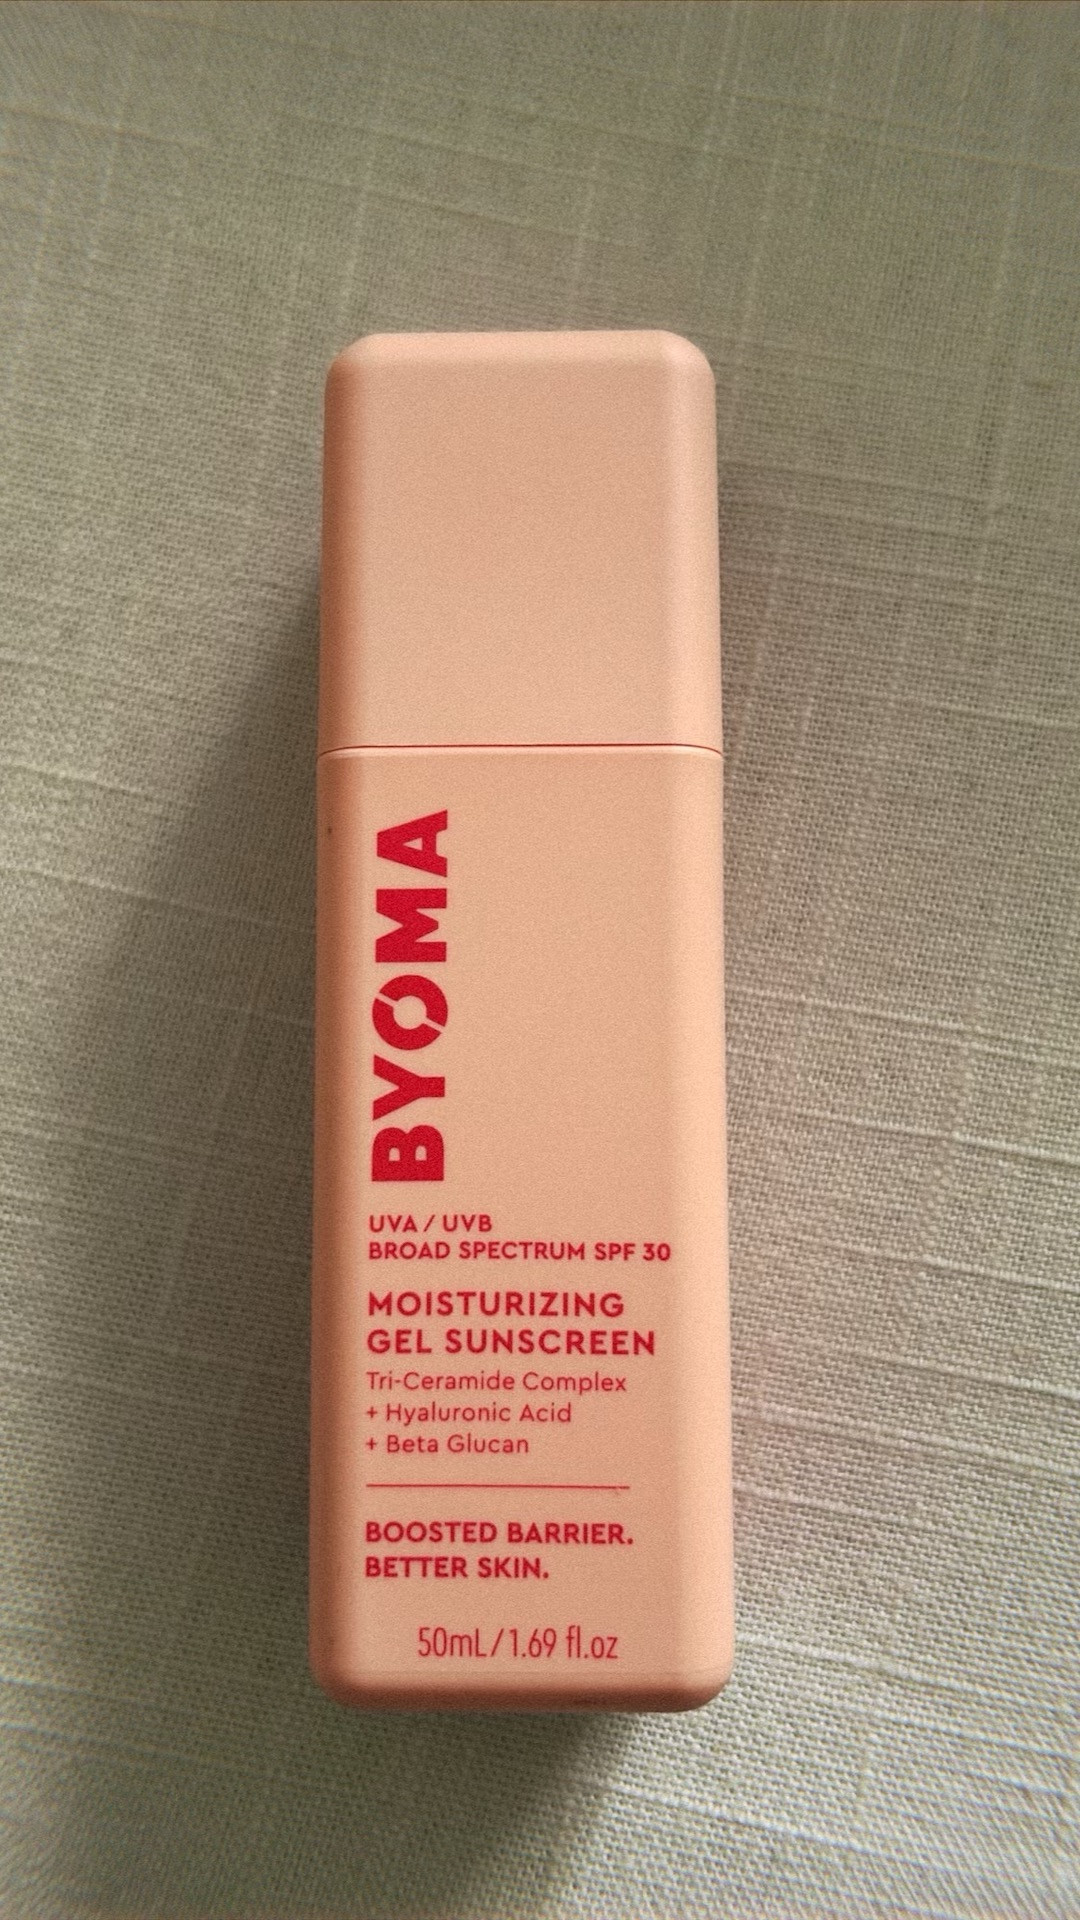 BYOMA
UVA / UVB
BROAD SPECTRUM SPF 30
MOISTURIZING
GEL SUNSCREEN
Tri-Ceramide Complex
+ Hyaluronic Acid
+ Beta Glucan
BOOSTED BARRIER.
BETTER SKIN.
50mL/1.69 fl.oz